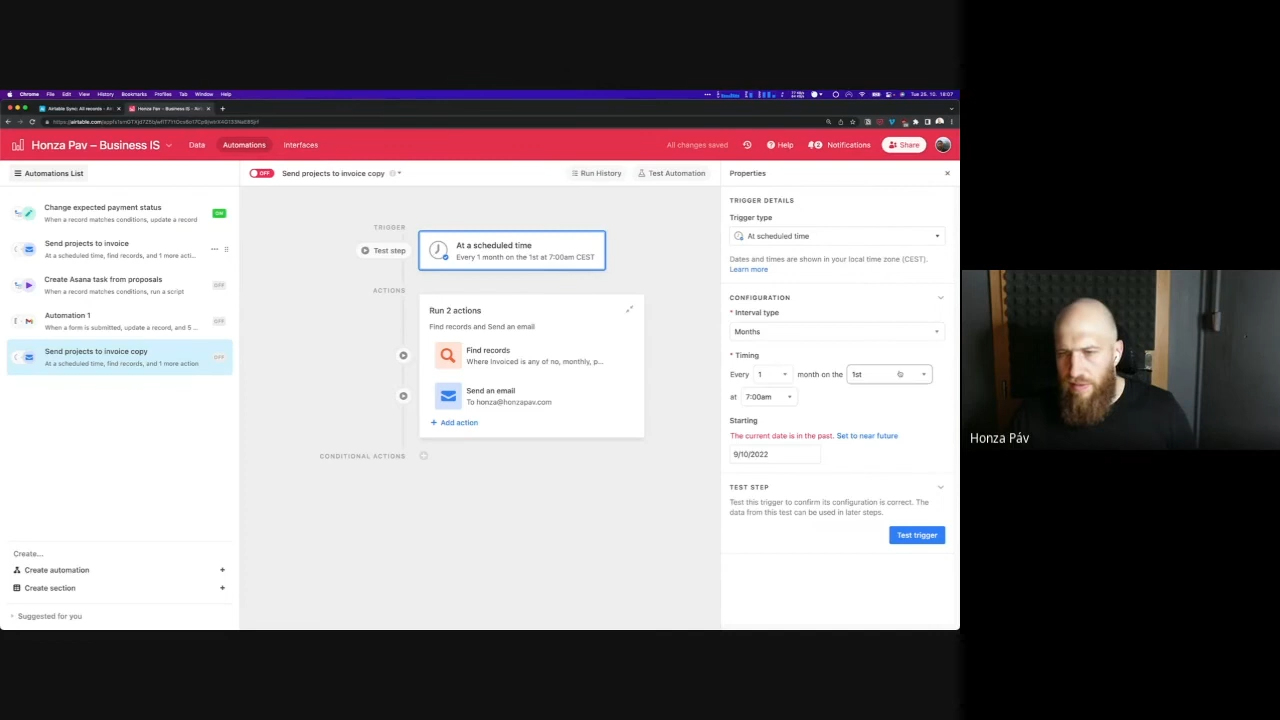 Chrome File Edit View History Bookmarks Profiles Tab Window Help
Tue 25. 10. 18:07
Airtable Sync: All records - Airt
Honza Pav – Business IS - Airt
Honza Pav – Business IS
Data
Automations
Interfaces
All changes saved
Help
2
Notifications
Share
Automations List
OFF
Send projects to invoice copy
Run History
Test Automation
Properties
Change expected payment status
When a record matches conditions, update a record
ON
Send projects to invoice
At a scheduled time, find records, and 1 more acti...
Create Asana task from proposals
When a record matches conditions, run a script
OFF
Automation 1
When a form is submitted, update a record, and 5 ...
OFF
Send projects to invoice copy
At a scheduled time, find records, and 1 more action
OFF
Create...
Create automation
+
Create section
+
Suggested for you
TRIGGER
Test step
At a scheduled time
Every 1 month on the 1st at 7:00am CEST
ACTIONS
Run 2 actions
Find records and Send an email
Find records
Where Invoiced is any of no, monthly, p...
Send an email
To honza@honzapav.com
+ Add action
CONDITIONAL ACTIONS
TRIGGER DETAILS
Trigger type
At scheduled time
Dates and times are shown in your local time zone (CEST).
Learn more
CONFIGURATION
* Interval type
Months
* Timing
Every 1 month on the 1st
at 7:00am
Starting
The current date is in the past. Set to near future
9/10/2022
TEST STEP
Test this trigger to confirm its configuration is correct. The
data from this test can be used in later steps.
Test trigger
Honza Páv